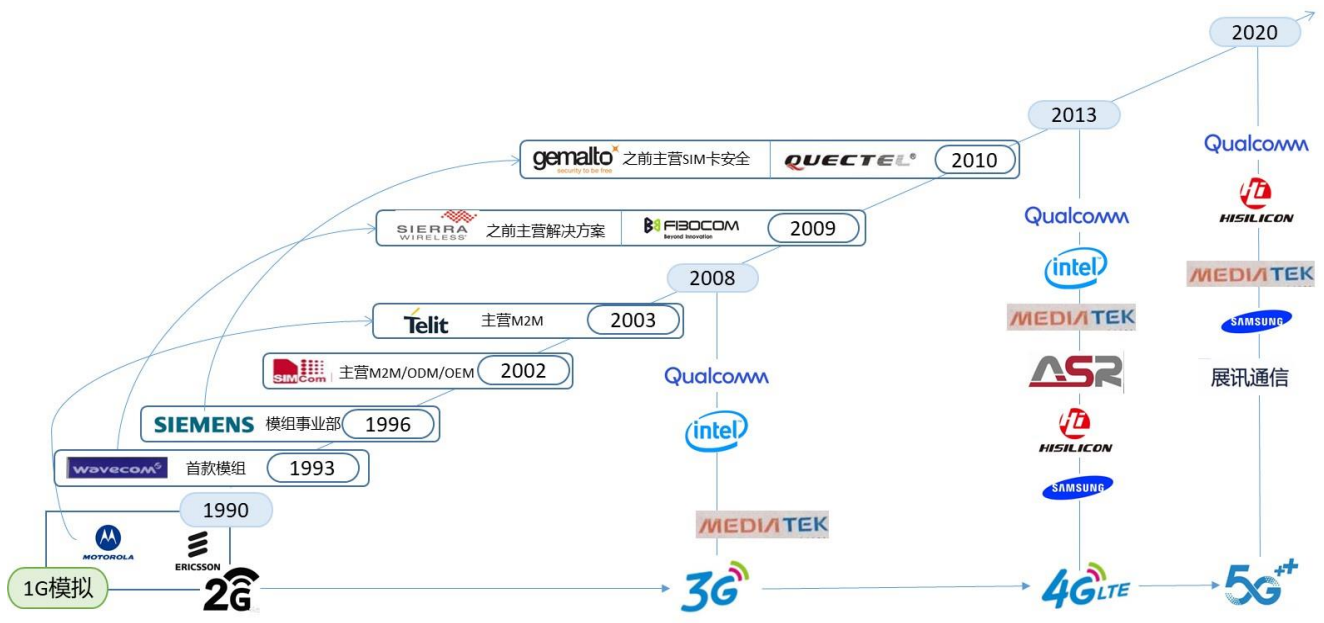 2020
2013
Qualcomm
gemalto
security to be free
之前主营SIM卡安全
QUECTEL®
2010
HISILICON
SIERRA
WIRELESS
之前主营解决方案
FIBOCOM
Beyond Innovation
2009
Qualcomm
intel
MEDIATEK
2008
Telit
主营M2M
2003
MEDIATEK
SAMSUNG
SIMCom
主营M2M/ODM/OEM
2002
Qualcomm
ASR
展讯通信
SIEMENS
模组事业部
1996
intel
HISILICON
wavecom
首款模组
1993
SAMSUNG
1990
MEDIATEK
MOTOROLA
ERICSSON
1G模拟
2G
3G
4G LTE
5G++